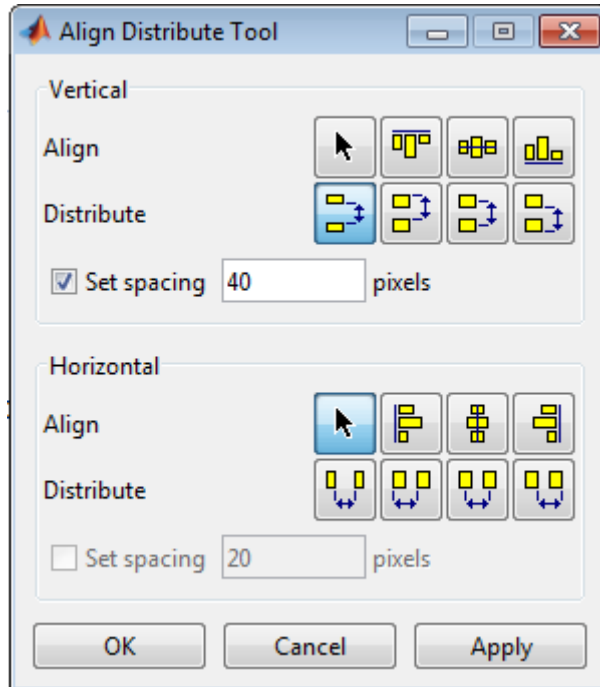 Align Distribute Tool
Vertical
Align
Distribute
Set spacing 40 pixels
Horizontal
Align
Distribute
Set spacing 20 pixels
OK Cancel Apply